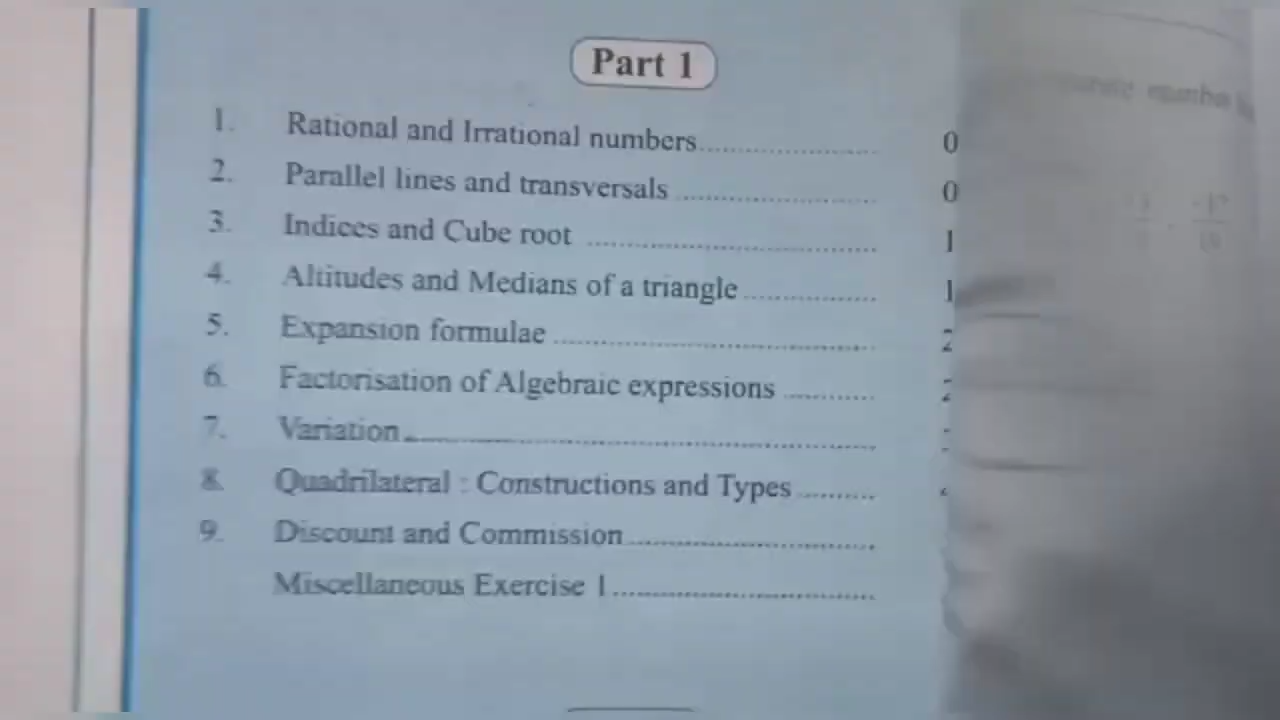 Part 1
1. Rational and Irrational numbers.................... 0
2. Parallel lines and transversals ...................... 0
3. Indices and Cube root ................................. 1
4. Altitudes and Medians of a triangle............... 1
5. Expansion formulae .................................... 2
6. Factorisation of Algebraic expressions .......... 2
7. Variation....................................................
8. Quadrilateral : Constructions and Types .........
9. Discount and Commission............................
Miscellaneous Exercise 1..............................